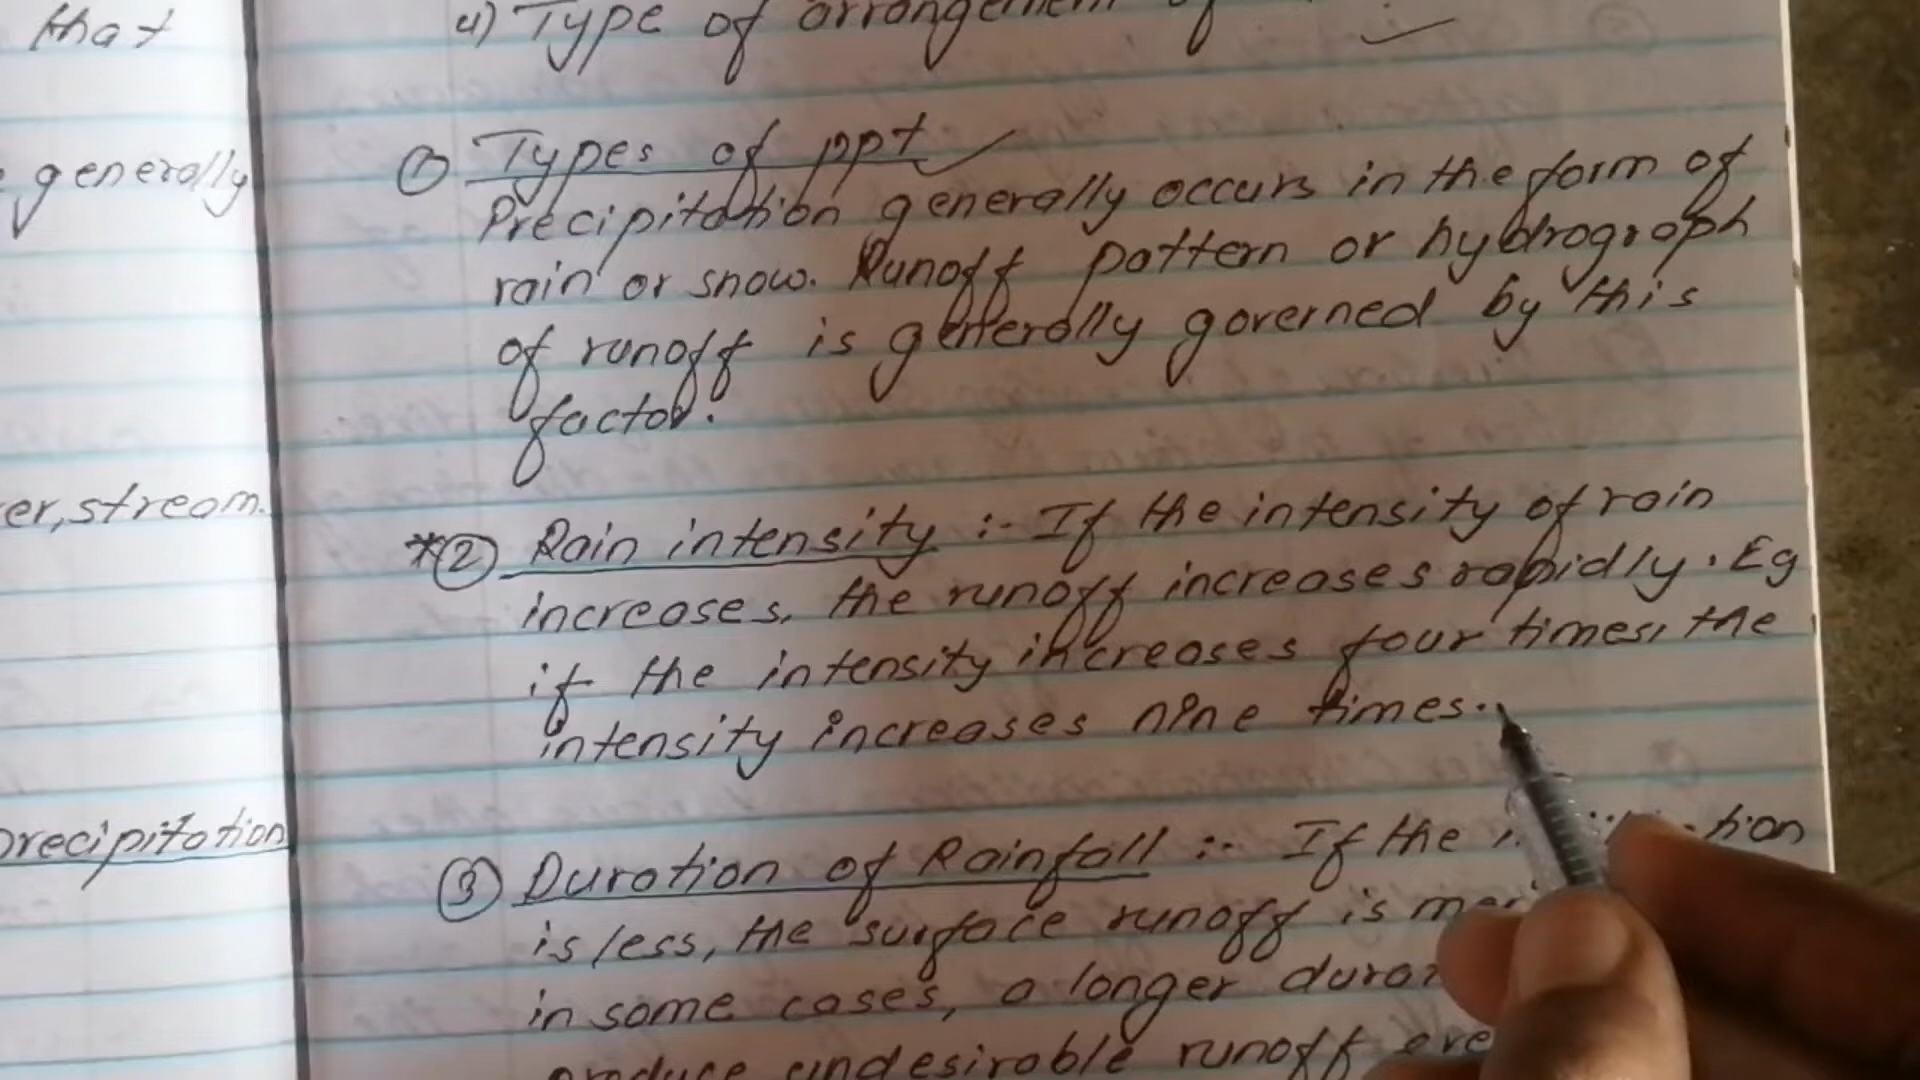 that
generally
er, stream.
precipitation
4) Type of arrangement of
① Types of ppt
Precipitation generally occurs in the form of
rain or snow. Runoff pattern or hydrograph
of runoff is generally governed by this
factor.
*② Rain intensity :- If the intensity of rain
increases, the runoff increases rapidly. Eg
if the intensity increases four times, the
intensity increases nine times.
③ Duration of Rainfall :- If the
is less, the surface runoff is
in some cases, a longer
produce undesirable runoff